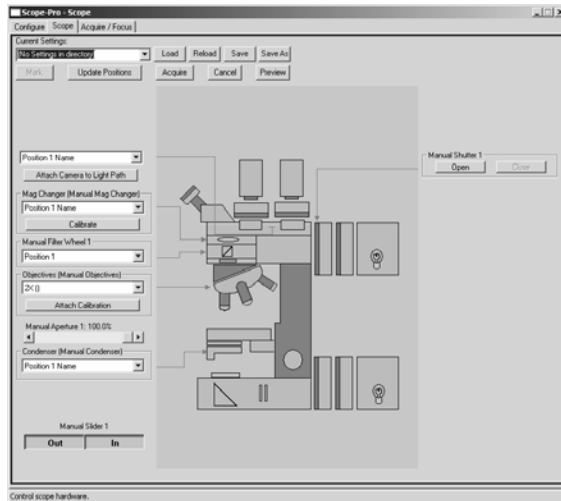 Scope-Pro - Scope
Configure Scope Acquire / Focus
Current Settings:
No Settings in directory Load Reload Save Save As
Mark Update Positions Acquire Cancel Preview
Position 1 Name
Attach Camera to Light Path
Manual Shutter 1
Open Close
Mag Changer (Manual Mag Changer)
Position 1 Name
Calibrate
Manual Filter Wheel 1
Position 1
Objectives (Manual Objectives)
2X ()
Attach Calibration
Manual Aperture 1: 100.0%
Condenser (Manual Condenser)
Position 1 Name
Manual Slider 1
Out In
Control scope hardware.